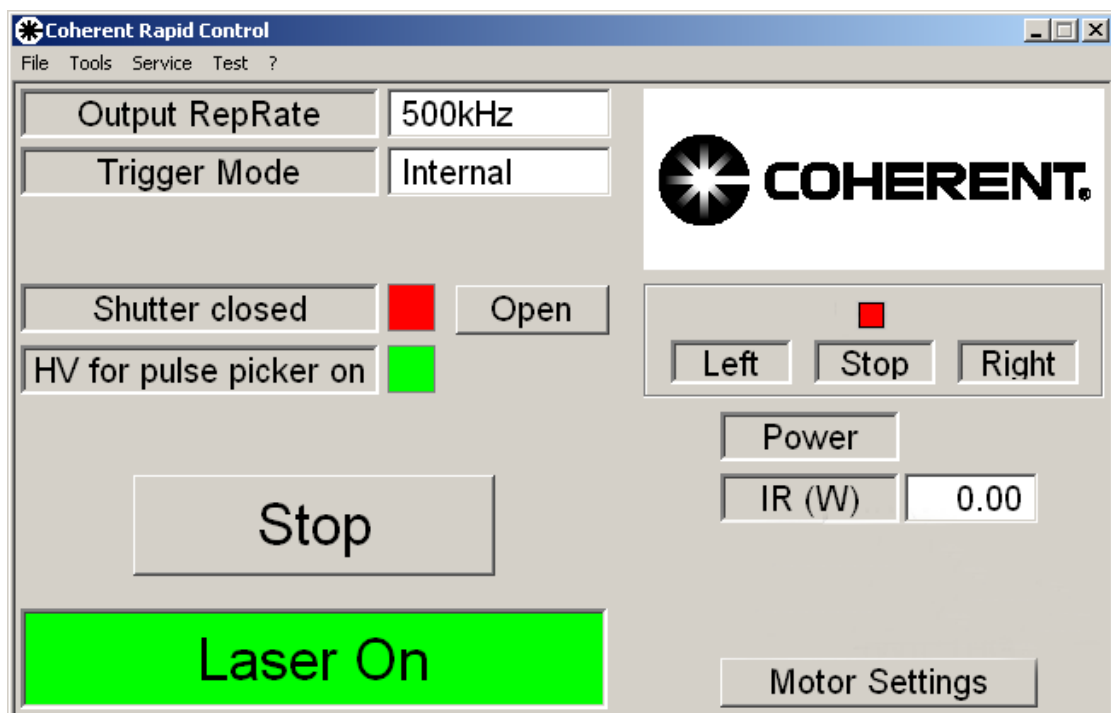 Coherent Rapid Control
File Tools Service Test ?
Output RepRate 500kHz
Trigger Mode Internal
COHERENT.
Shutter closed Open
HV for pulse picker on
Left Stop Right
Power
IR (W) 0.00
Stop
Laser On
Motor Settings